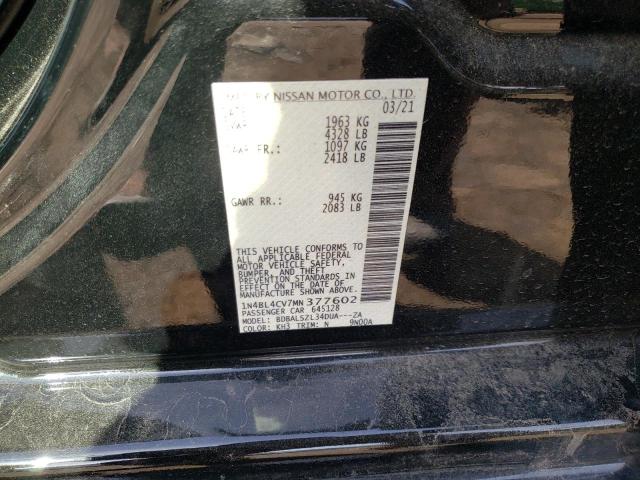 BY NISSAN MOTOR CO., LTD.
03/21
1963 KG
4328 LB
FR.: 1097 KG
2418 LB
GAWR RR.: 945 KG
2083 LB
THIS VEHICLE CONFORMS TO
ALL APPLICABLE FEDERAL
MOTOR VEHICLE SAFETY,
BUMPER, AND THEFT
PREVENTION STANDARDS IN
EFFECT ON THE DATE OF
MANUFACTURE SHOWN ABOVE
1N4BL4CV7MN377602
PASSENGER CAR 645128
MODEL: BDBALSZL34DUA---ZA
COLOR: KH3 TRIM: N 9N00A